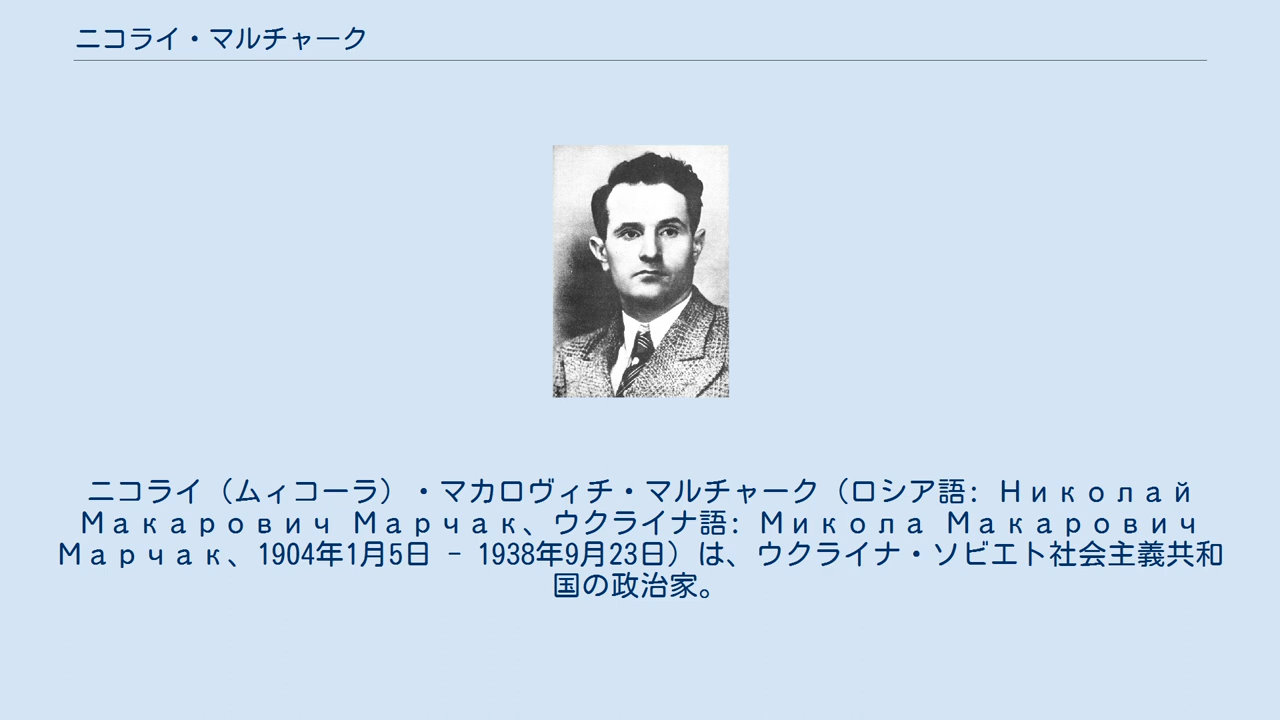 ニコライ・マルチャーク
ニコライ（ムィコーラ）・マカロヴィチ・マルチャーク（ロシア語: Николай
Макарович Марчак、ウクライナ語: Микола Макарович
Марчак、1904年1月5日 - 1938年9月23日）は、ウクライナ・ソビエト社会主義共和
国の政治家。